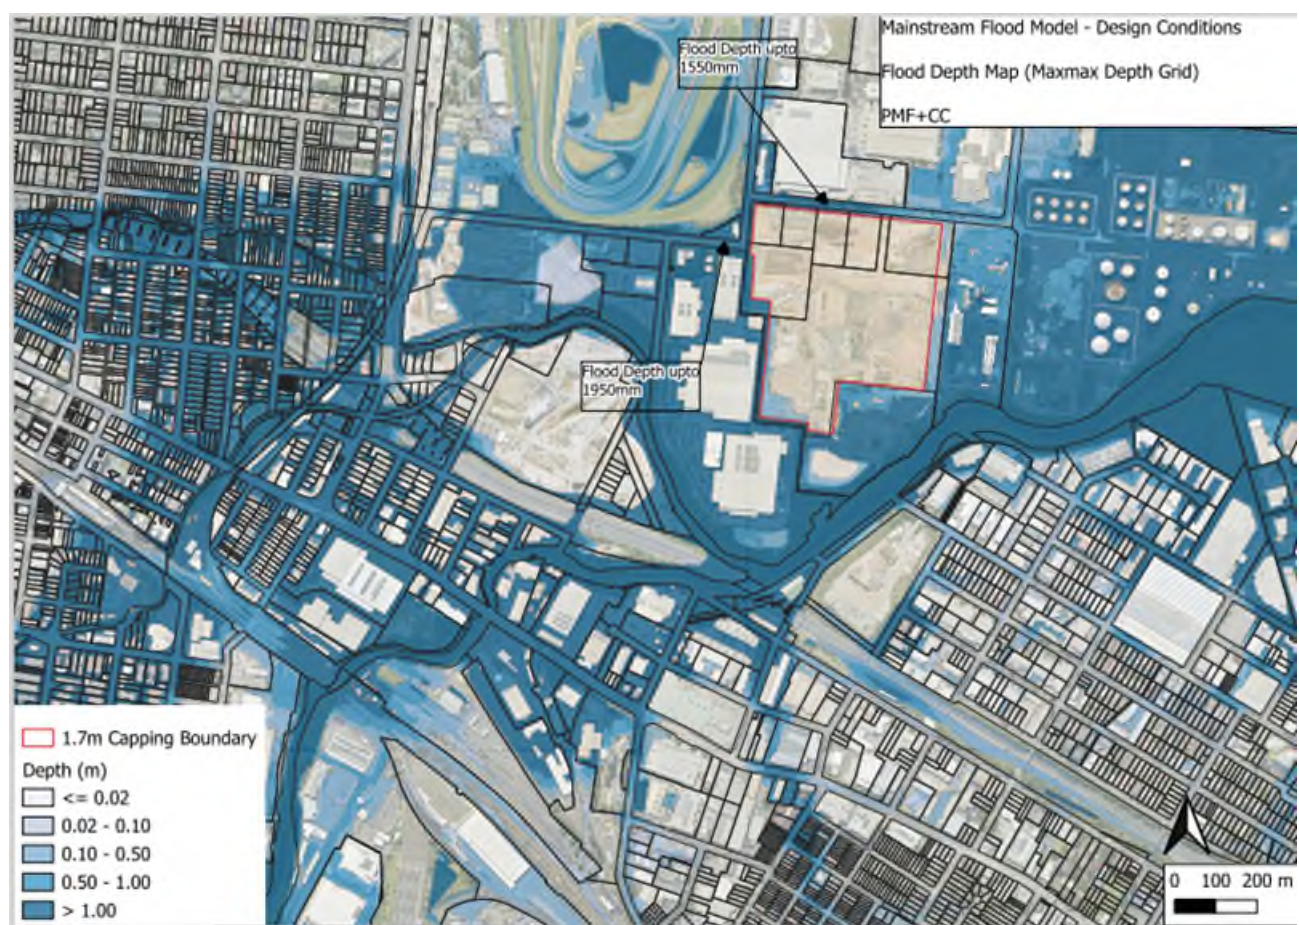 Mainstream Flood Model - Design Conditions
Flood Depth Map (Maxmax Depth Grid)
PMF+CC
Flood Depth upto
1550mm
Flood Depth upto
1950mm
1.7m Capping Boundary
Depth (m)
<= 0.02
0.02 - 0.10
0.10 - 0.50
0.50 - 1.00
> 1.00
0 100 200 m